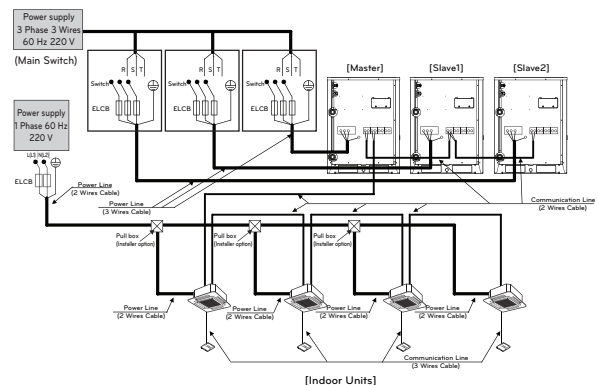 Power supply
3 Phase 3 Wires
60 Hz 220 V
(Main Switch)
R S T
Switch
ELCB
R S T
Switch
ELCB
R S T
Switch
ELCB
[Master]
[Slave1]
[Slave2]
Power supply
1 Phase 60 Hz
220 V
L(L1) N(L2)
ELCB
Power Line
(2 Wires Cable)
Power Line
(3 Wires Cable)
Communication Line
(2 Wires Cable)
Pull box
(Installer option)
Pull box
(Installer option)
Pull box
(Installer option)
Power Line
(2 Wires Cable)
Power Line
(2 Wires Cable)
Power Line
(2 Wires Cable)
Power Line
(2 Wires Cable)
Communication Line
(3 Wires Cable)
[Indoor Units]